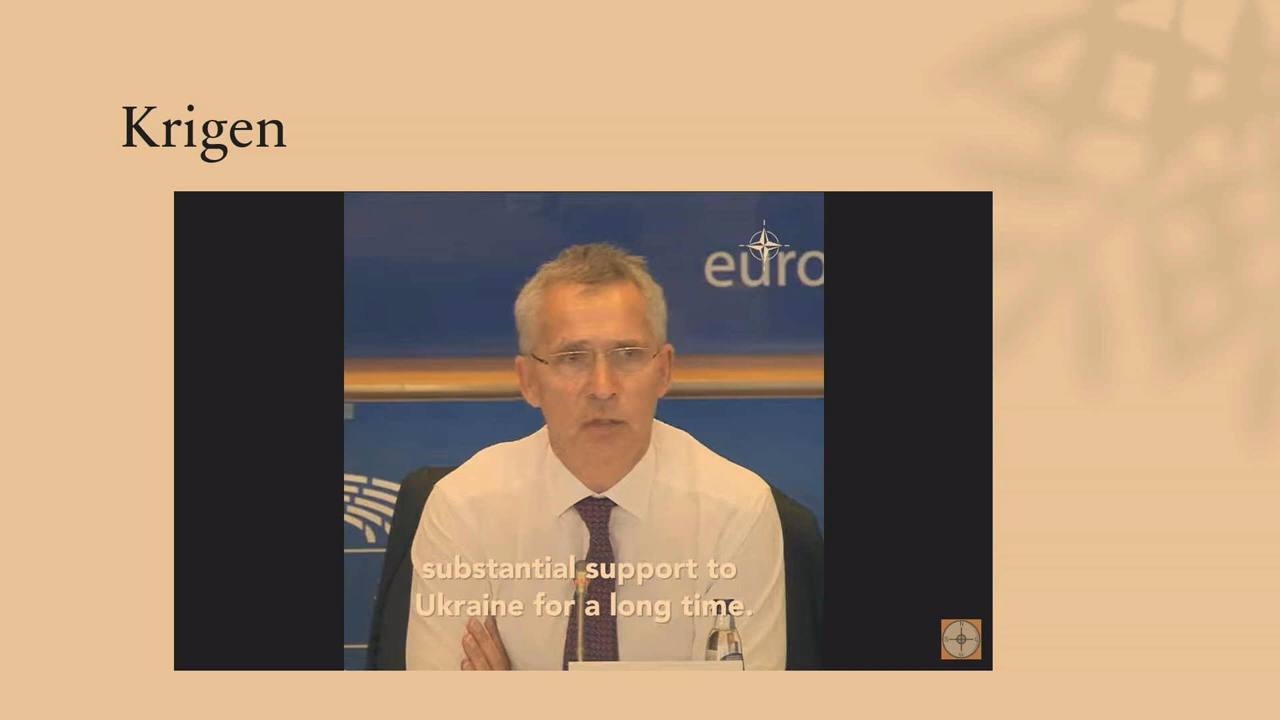 Krigen
euro
substantial support to
Ukraine for a long time.